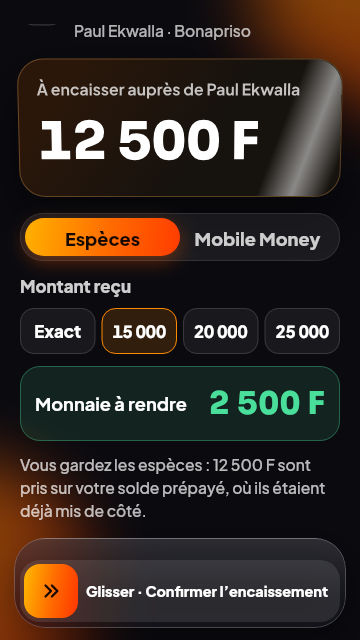 Paul Ekwalla · Bonapriso
À encaisser auprès de Paul Ekwalla
12 500 F
Espèces
Mobile Money
Montant reçu
Exact
15 000
20 000
25 000
Monnaie à rendre
2 500 F
Vous gardez les espèces : 12 500 F sont
pris sur votre solde prépayé, où ils étaient
déjà mis de côté.
Glisser · Confirmer l’encaissement